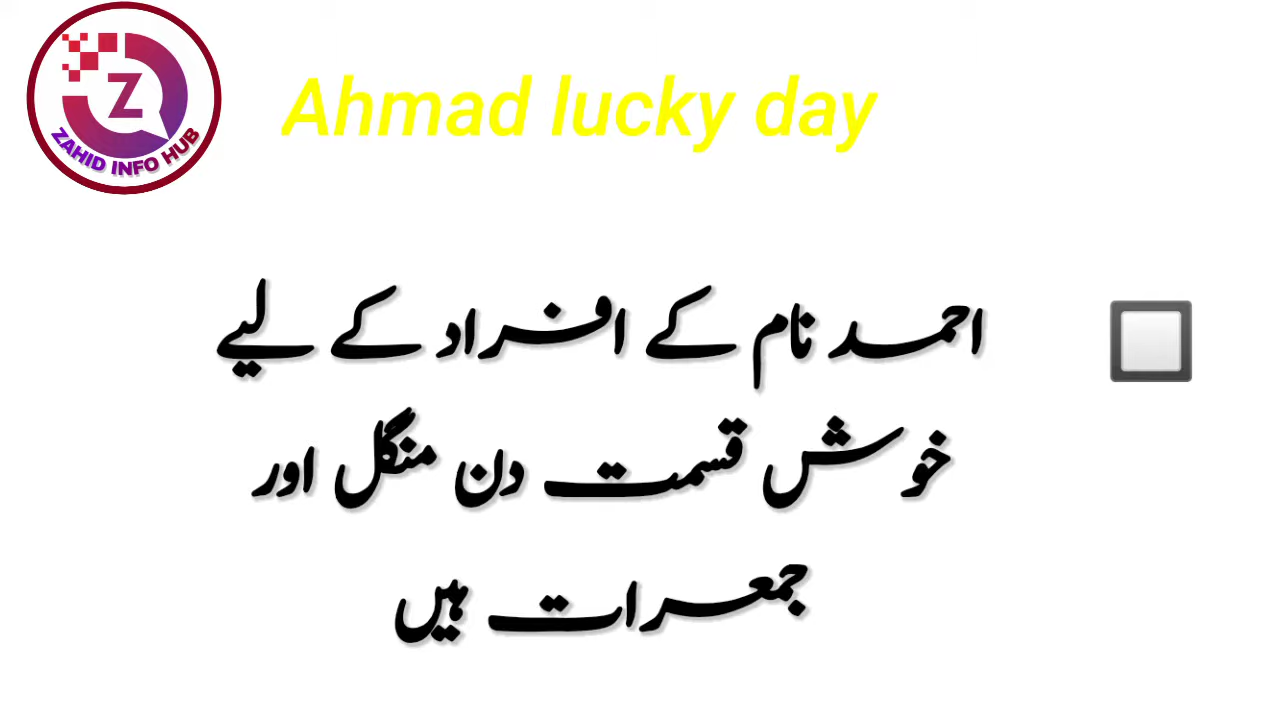 Z
ZAHID INFO HUB
Ahmad lucky day
احمد نام کے افراد کے لیے
خوش قسمت دن منگل اور
جمعرات ہیں